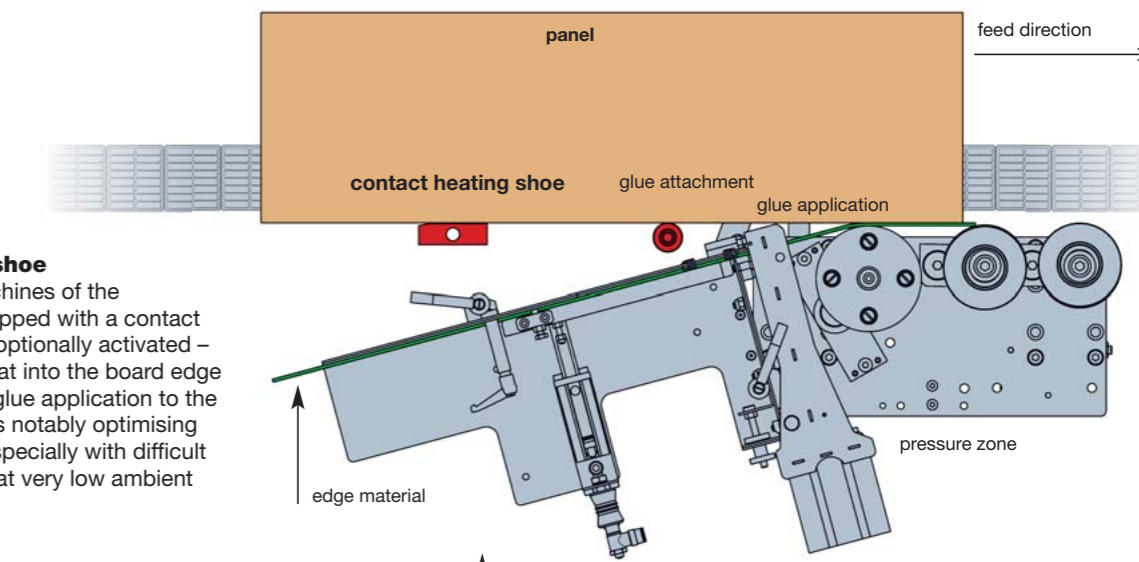 panel
feed direction
contact heating shoe
glue attachment
glue application
shoe
chines of the
pped with a contact
optionally activated –
at into the board edge
glue application to the
s notably optimising
specially with difficult
at very low ambient
edge material
pressure zone